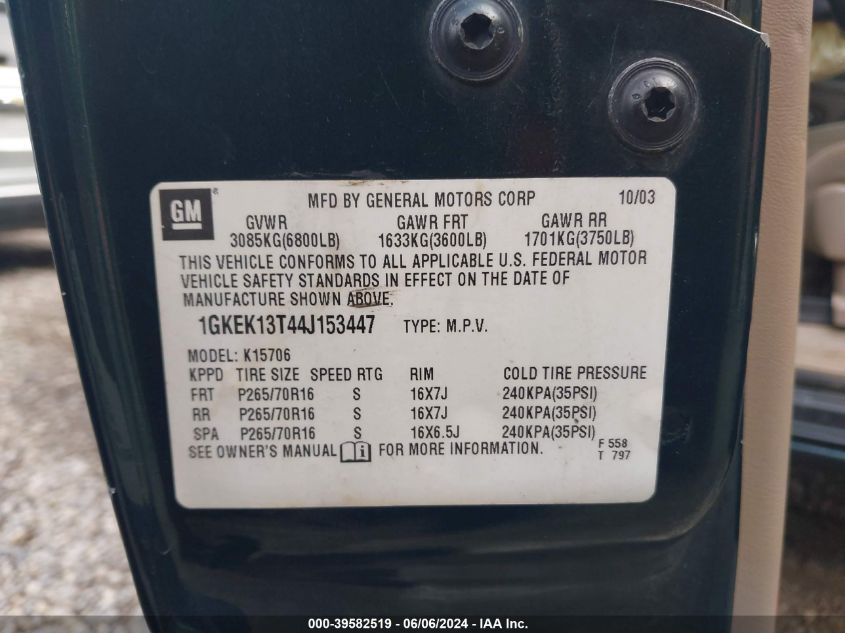 GM
MFD BY GENERAL MOTORS CORP 10/03
GVWR GAWR FRT GAWR RR
3085KG(6800LB) 1633KG(3600LB) 1701KG(3750LB)
THIS VEHICLE CONFORMS TO ALL APPLICABLE U.S. FEDERAL MOTOR
VEHICLE SAFETY STANDARDS IN EFFECT ON THE DATE OF
MANUFACTURE SHOWN ABOVE.
1GKEK13T44J153447 TYPE: M.P.V.
MODEL: K15706
KPPD TIRE SIZE SPEED RTG RIM COLD TIRE PRESSURE
FRT P265/70R16 S 16X7J 240KPA(35PSI)
RR P265/70R16 S 16X7J 240KPA(35PSI)
SPA P265/70R16 S 16X6.5J 240KPA(35PSI)
SEE OWNER'S MANUAL i FOR MORE INFORMATION. F 558
T 797
000-39582519 - 06/06/2024 - IAA Inc.